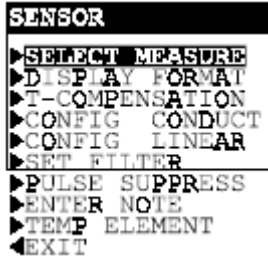 SENSOR
SELECT MEASURE
DISPLAY FORMAT
T-COMPENSATION
CONFIG CONDUCT
CONFIG LINEAR
SET FILTER
PULSE SUPPRESS
ENTER NOTE
TEMP ELEMENT
EXIT